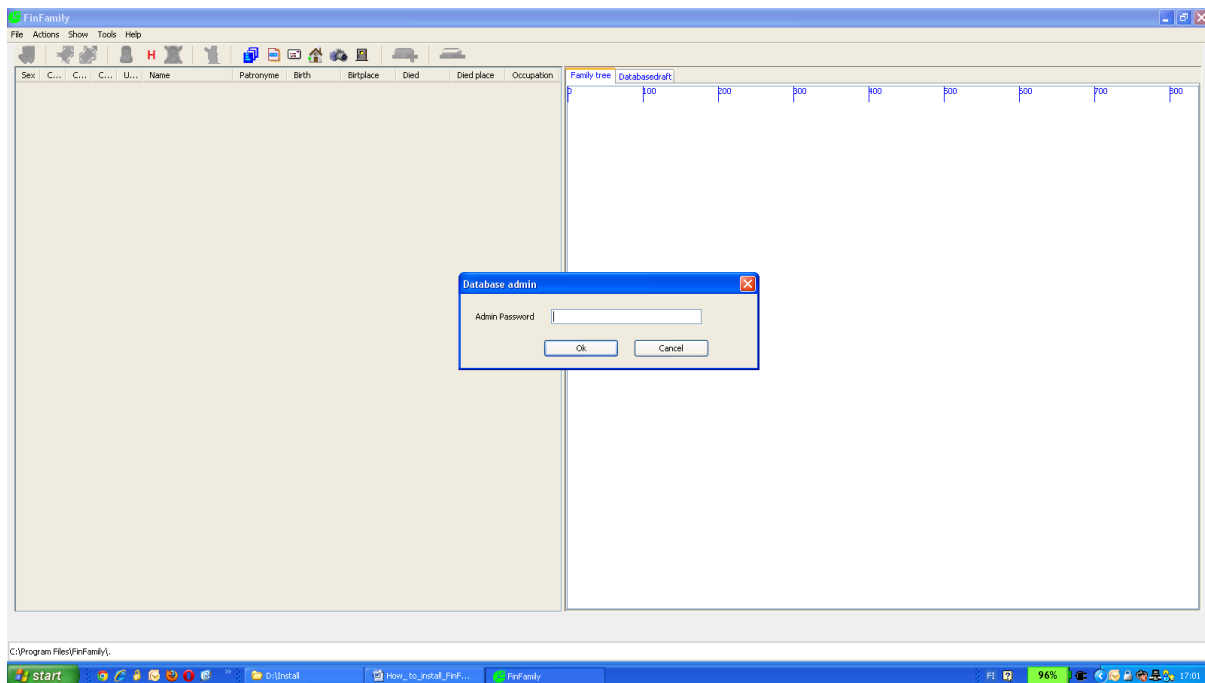 FinFamily
File Actions Show Tools Help
H
Sex C... C... C... U... Name Patronyme Birth Birtplace Died Died place Occupation
Family tree Databasedraft
0 100 200 300 400 500 600 700 800
Database admin
Admin Password
Ok Cancel
C:\Program Files\FinFamily\.
start D:\Install How_to_install_FinF... FinFamily FI 96% 17:01